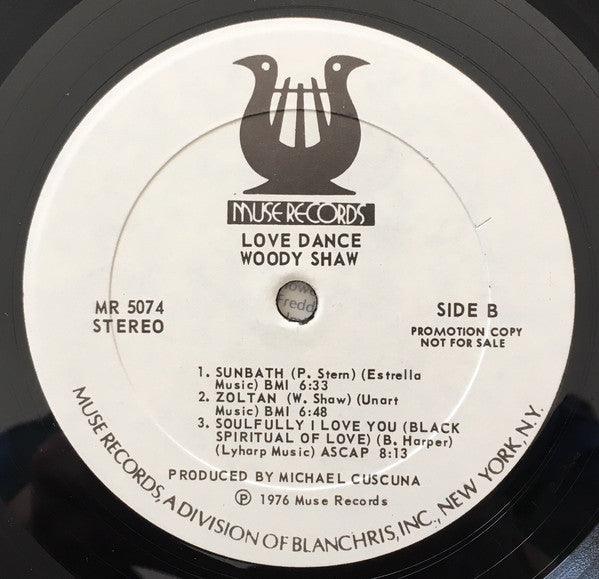 MUSE RECORDS
LOVE DANCE
WOODY SHAW
MR 5074
STEREO
SIDE B
PROMOTION COPY
NOT FOR SALE
Fredd
1. SUNBATH (P. Stern) (Estrella
Music) BMI 6:33
2. ZOLTAN (W. Shaw) (Unart
Music) BMI 6:48
3. SOULFULLY I LOVE YOU (BLACK
SPIRITUAL OF LOVE) (B. Harper)
(Lyharp Music) ASCAP 8:13
PRODUCED BY MICHAEL CUSCUNA
Ⓟ 1976 Muse Records
MUSE RECORDS, A DIVISION OF BLANCHRIS, INC., NEW YORK, N.Y.